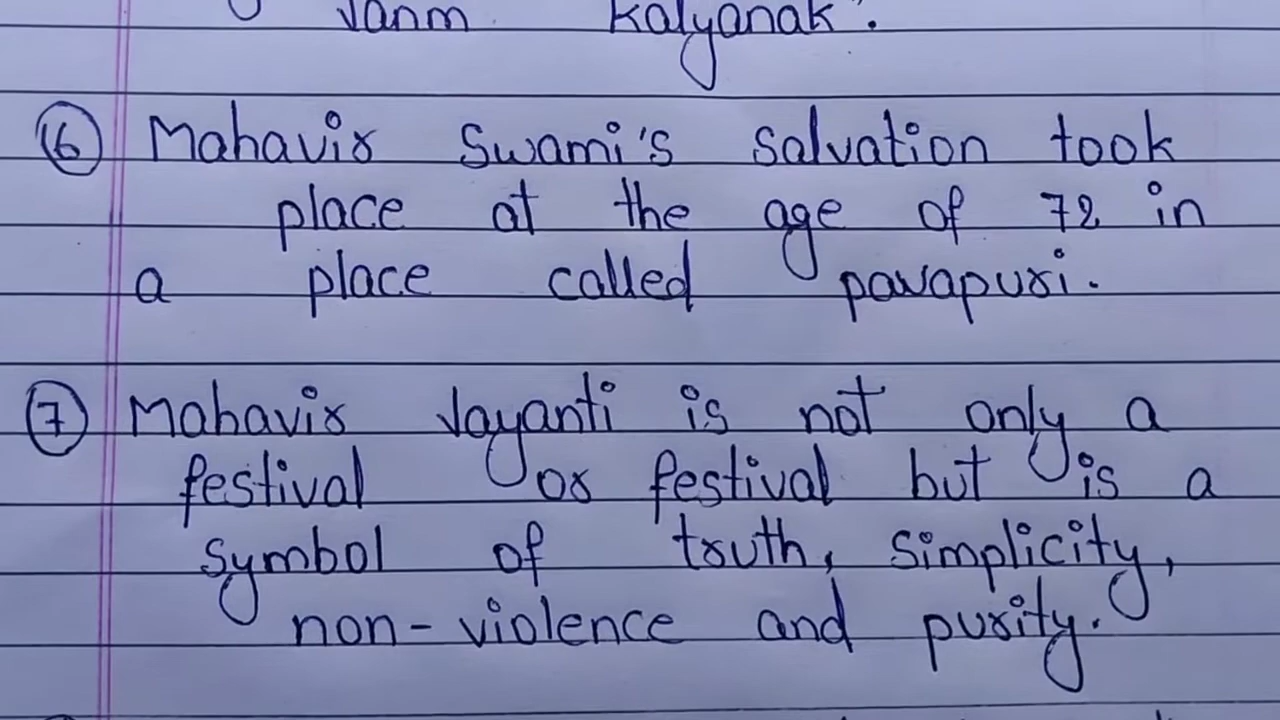 Janm Kalyanak".
(6) Mahavir Swami's salvation took
place at the age of 72 in
a place called pavapuri.
(7) Mahavir Jayanti is not only a
festival or festival but is a
symbol of truth, simplicity,
non-violence and purity.